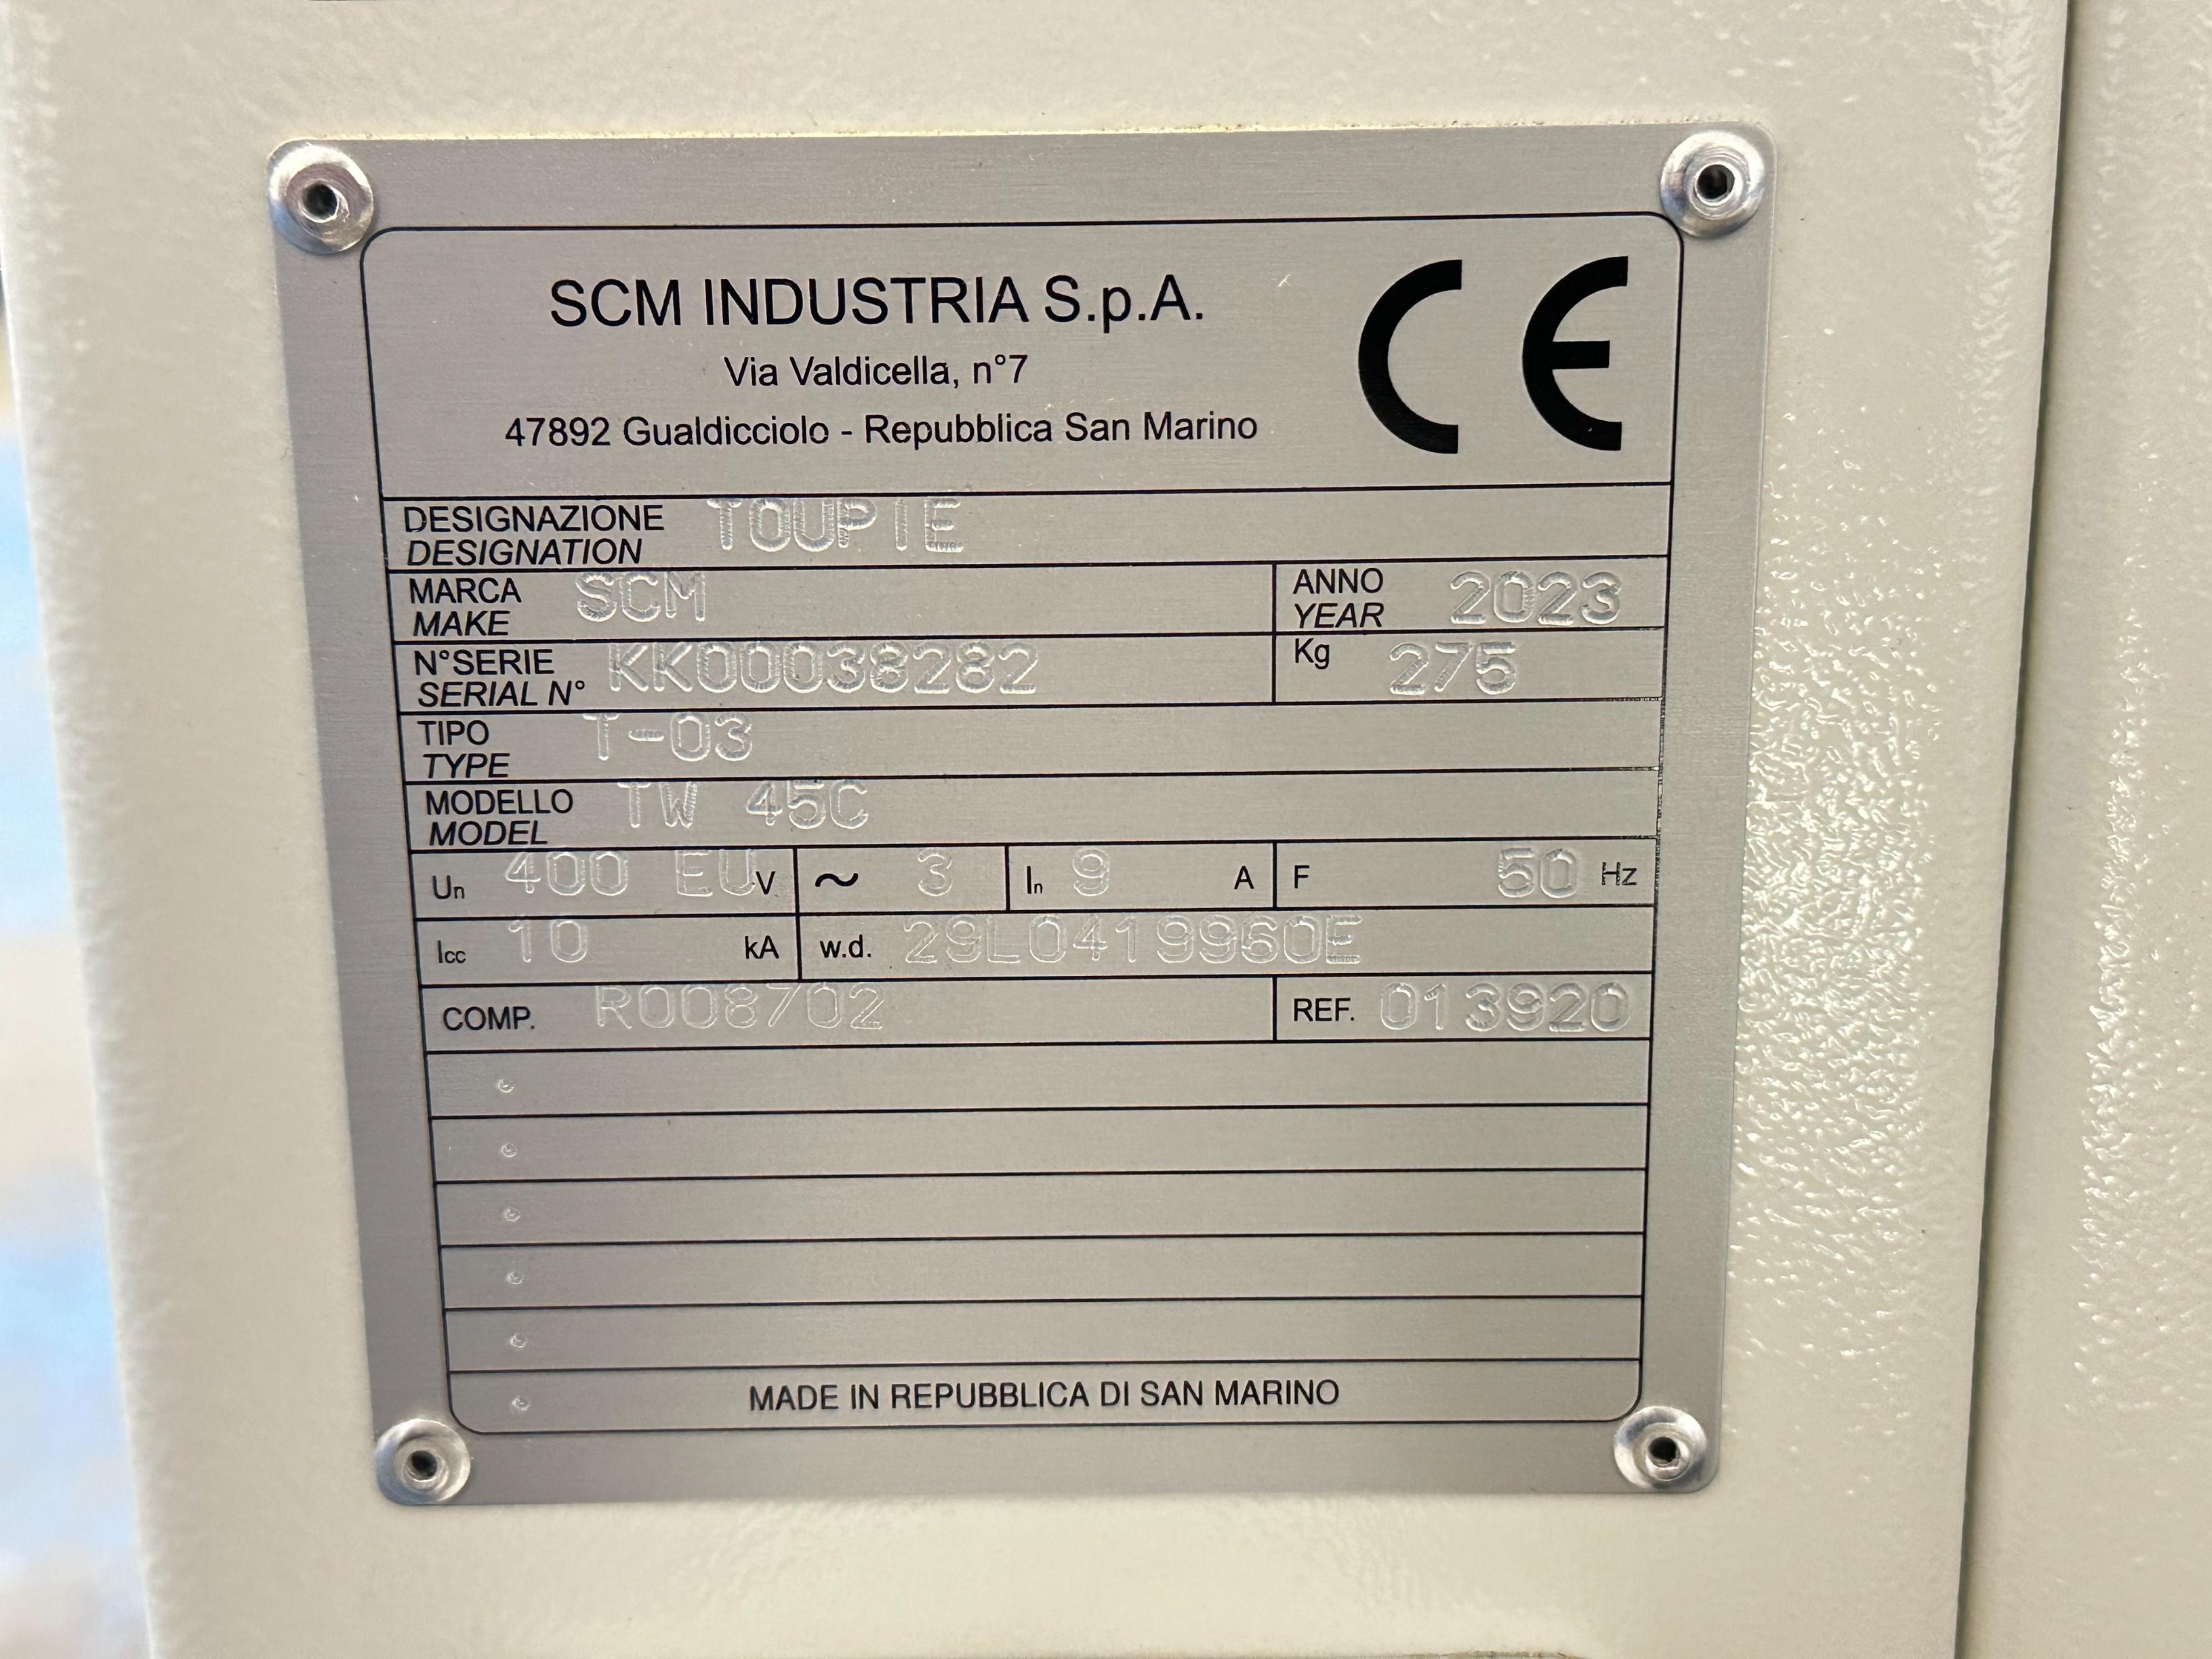 SCM INDUSTRIA S.p.A.
Via Valdicella, n°7
47892 Gualdicciolo - Repubblica San Marino
CE
DESIGNAZIONE TOUPIE
DESIGNATION
MARCA SCM
MAKE
ANNO 2023
YEAR
N°SERIE KK00038282
SERIAL N°
Kg 275
TIPO T-03
TYPE
MODELLO TW 45C
MODEL
Un 400 EU V ~ 3 In 9 A F 50 Hz
Icc 10 kA w.d. 29L0419960E
COMP. R008702 REF. 013920
MADE IN REPUBBLICA DI SAN MARINO